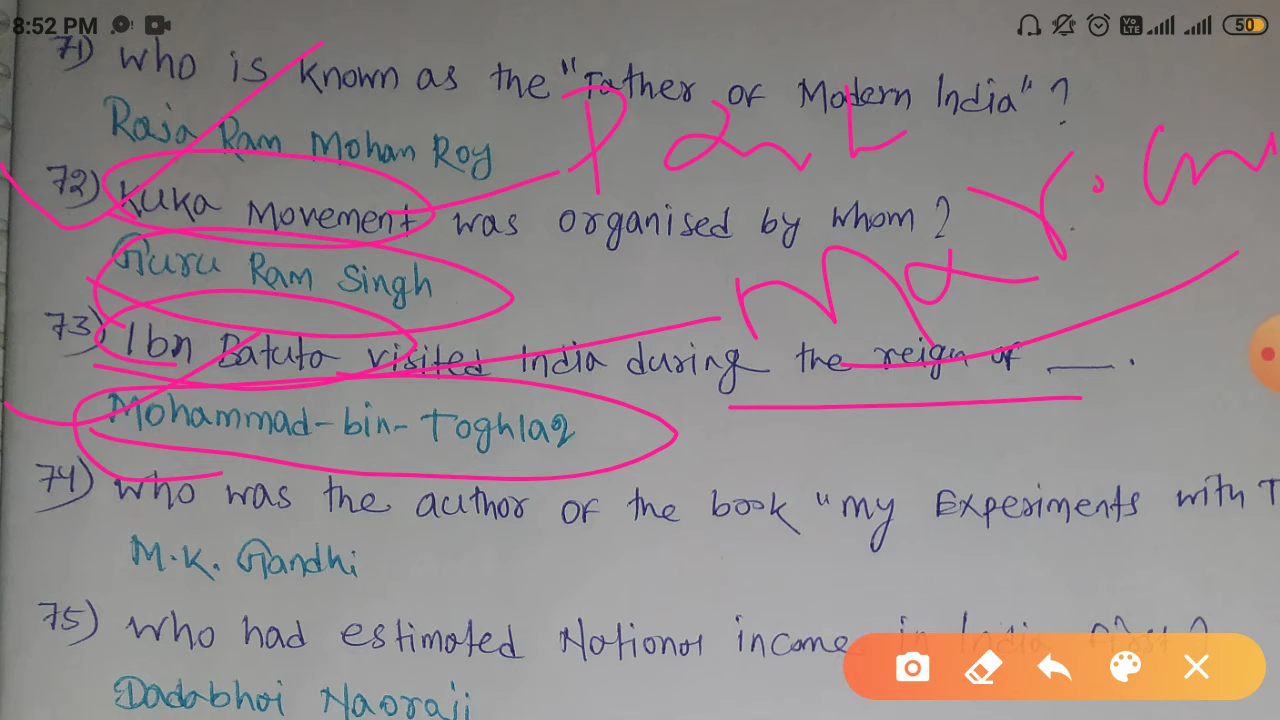 8:52 PM
50
71) Who is known as the "Father of Modern India" ?
Raja Ram Mohan Roy
72) Kuka Movement was organised by whom ?
Guru Ram Singh
73) Ibn Batuta visited India during the reign of ___ .
Mohammad-bin-Toghlaq
74) Who was the author of the book "my Experiments with T
M.K. Gandhi
75) Who had estimated National income in India first ?
Dadabhai Naoraji